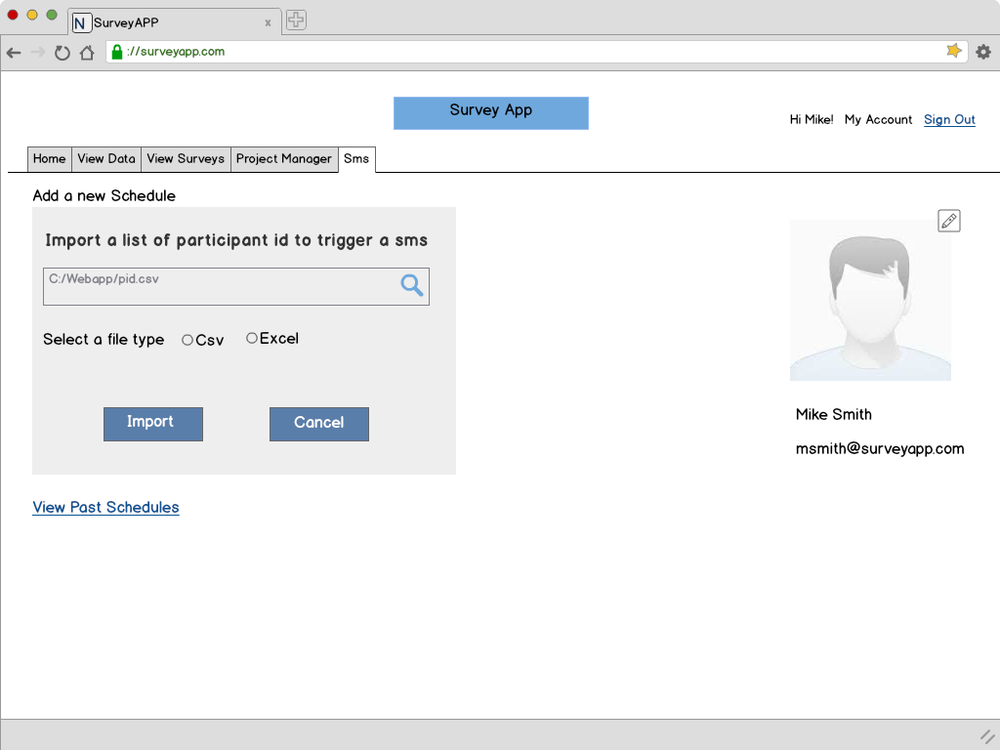 N SurveyAPP x
://surveyapp.com
Survey App
Hi Mike! My Account Sign Out
Home View Data View Surveys Project Manager Sms
Add a new Schedule
Import a list of participant id to trigger a sms
C:/Webapp/pid.csv
Select a file type Csv Excel
Import Cancel
Mike Smith
msmith@surveyapp.com
View Past Schedules